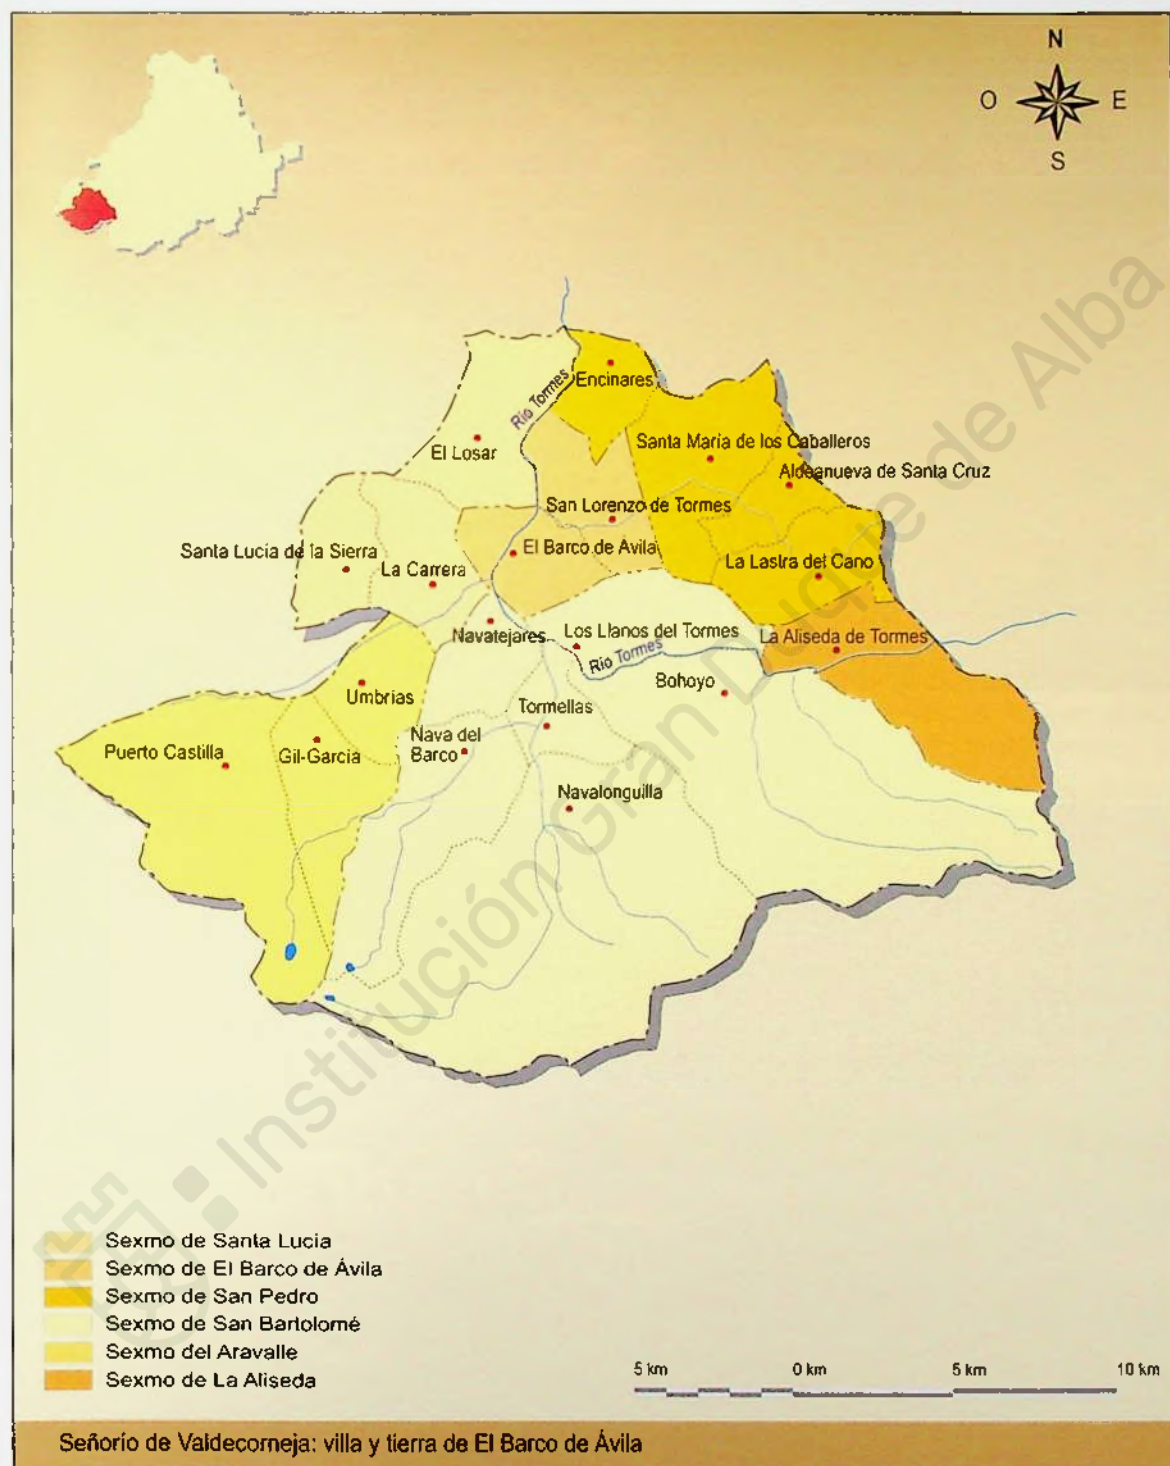 N
O
E
S
Encinares
Río Tormes
El Losar
Santa María de los Caballeros
Aldeanueva de Santa Cruz
San Lorenzo de Tormes
Santa Lucia de la Sierra
El Barco de Avila
La Carrera
La Lastra del Cano
Navatejares
Los Llanos del Tormes
La Aliseda de Tormes
Río Tormes
Bohoyo
Umbrias
Tormellas
Puerto Castilla
Gil-Garcia
Nava del
Barco
Navalonguilla
Institución Gran Duque de Alba
Sexmo de Santa Lucia
Sexmo de El Barco de Ávila
Sexmo de San Pedro
Sexmo de San Bartolomé
Sexmo del Aravalle
Sexmo de La Aliseda
5 km
0 km
5 km
10 km
Señorío de Valdecorneja: villa y tierra de El Barco de Ávila